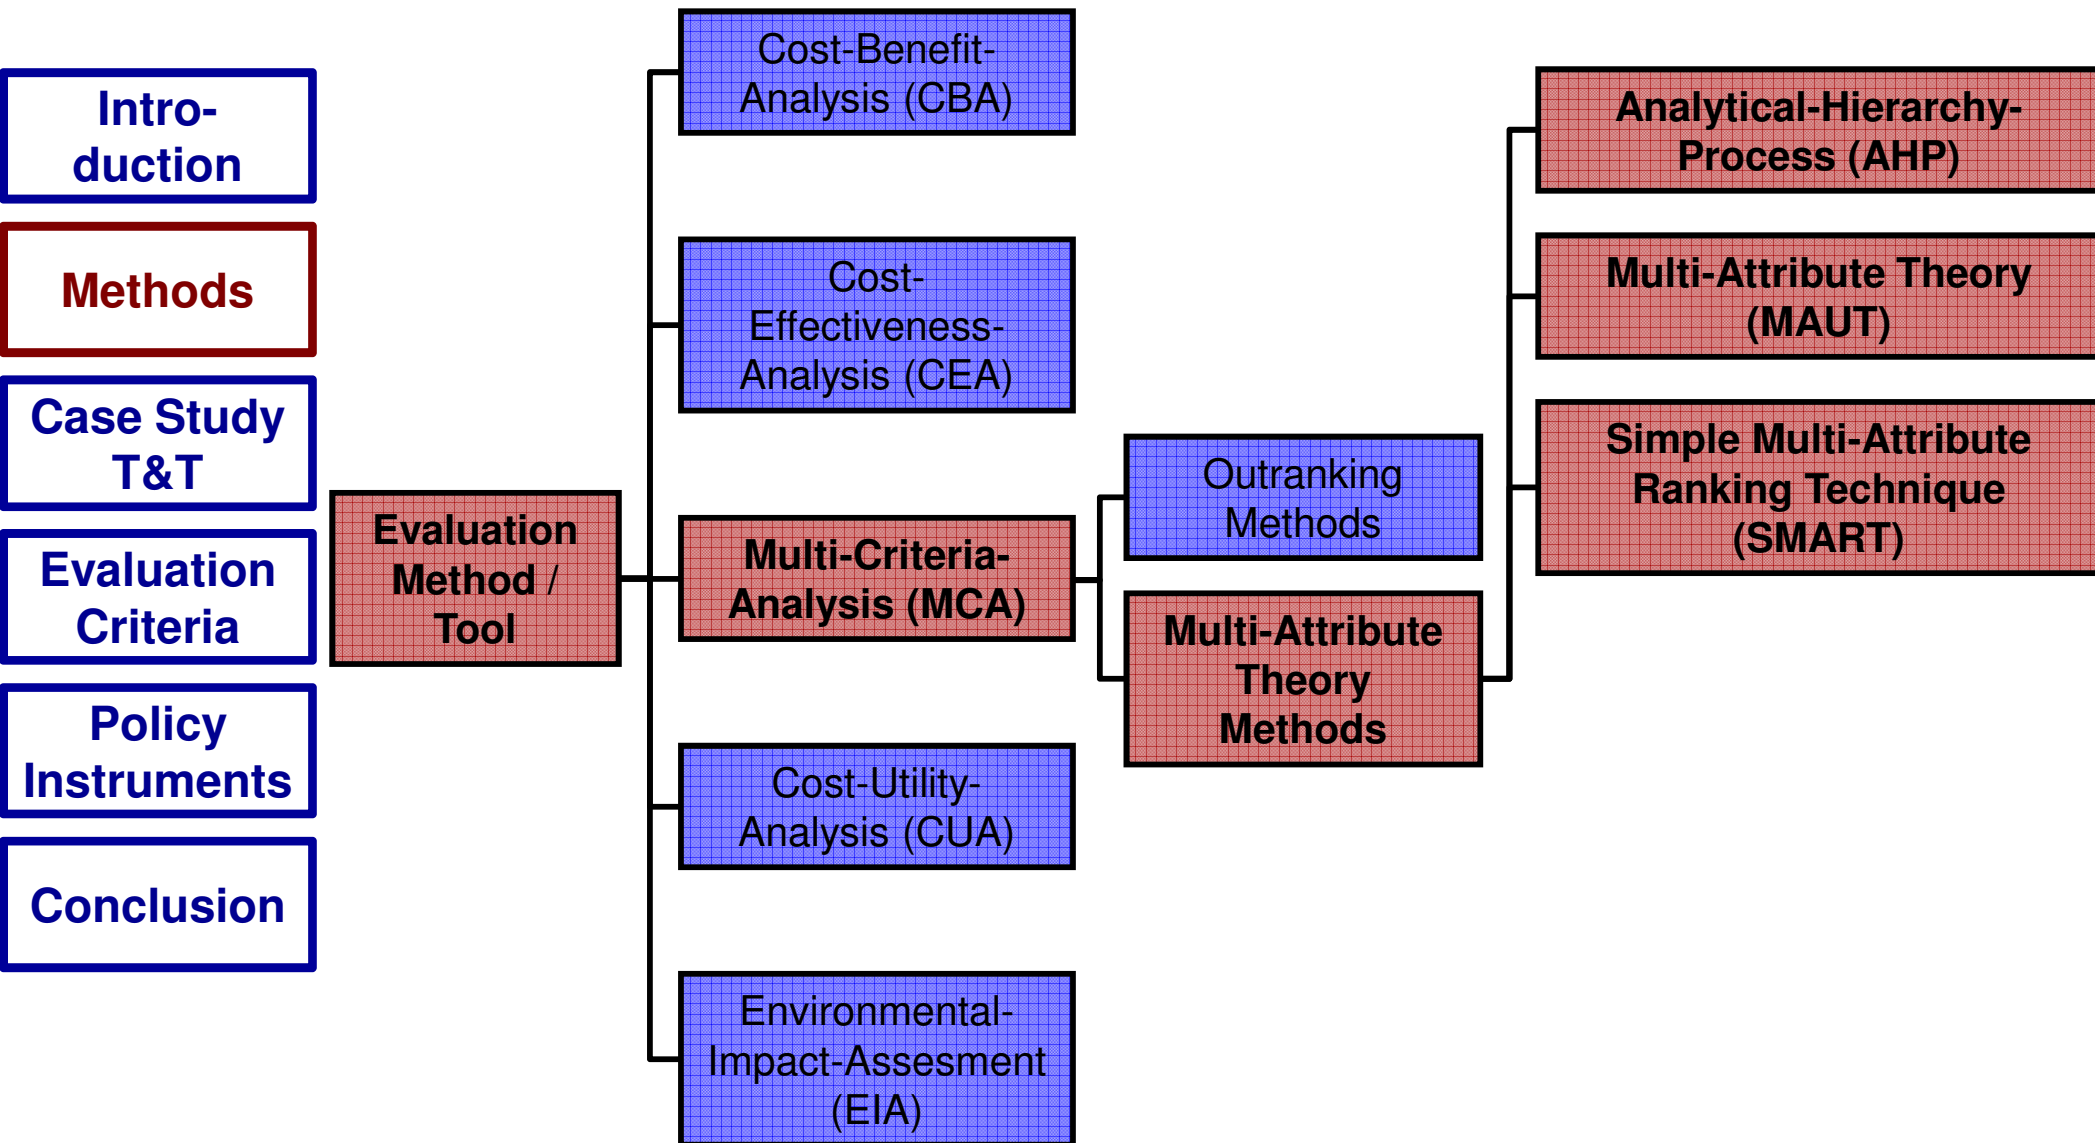 Intro-
duction
Methods
Case Study
T&T
Evaluation
Criteria
Policy
Instruments
Conclusion
Evaluation
Method /
Tool
Cost-Benefit-
Analysis (CBA)
Cost-
Effectiveness-
Analysis (CEA)
Multi-Criteria-
Analysis (MCA)
Cost-Utility-
Analysis (CUA)
Environmental-
Impact-Assesment
(EIA)
Outranking
Methods
Multi-Attribute
Theory
Methods
Analytical-Hierarchy-
Process (AHP)
Multi-Attribute Theory
(MAUT)
Simple Multi-Attribute
Ranking Technique
(SMART)